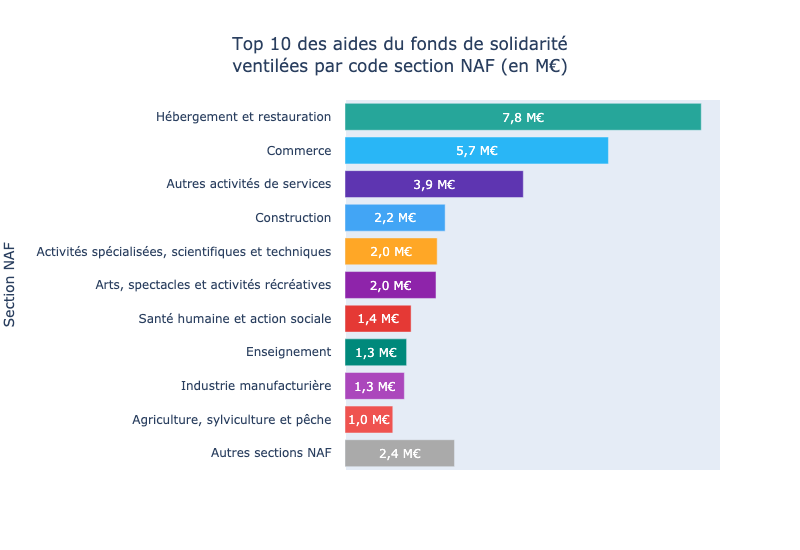 Top 10 des aides du fonds de solidarité
ventilées par code section NAF (en M€)
Section NAF
Hébergement et restauration 7,8 M€
Commerce 5,7 M€
Autres activités de services 3,9 M€
Construction 2,2 M€
Activités spécialisées, scientifiques et techniques 2,0 M€
Arts, spectacles et activités récréatives 2,0 M€
Santé humaine et action sociale 1,4 M€
Enseignement 1,3 M€
Industrie manufacturière 1,3 M€
Agriculture, sylviculture et pêche 1,0 M€
Autres sections NAF 2,4 M€